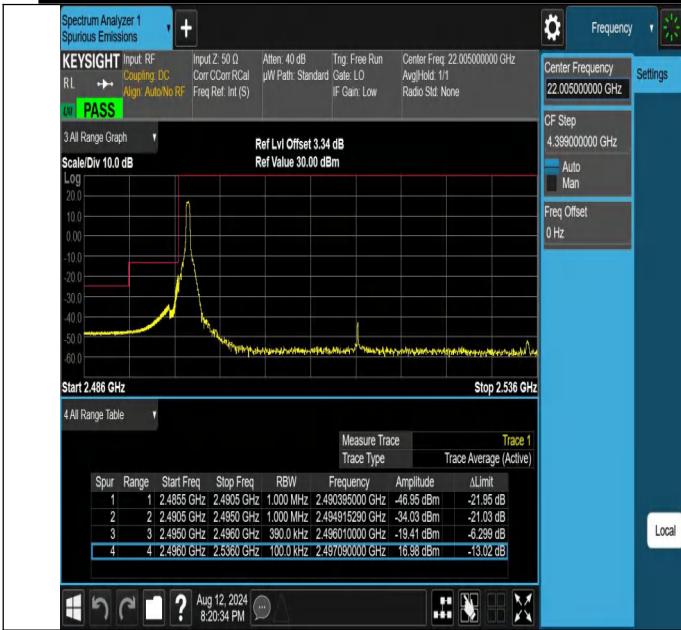 Spectrum Analyzer 1
Spurious Emissions
Frequency
KEYSIGHT Input: RF Input Z: 50 Ω Atten: 40 dB Trig: Free Run Center Freq: 22.005000000 GHz
RL Coupling: DC Corr CCorr RCal µW Path: Standard Gate: LO Avg|Hold: 1/1
Align: Auto/No RF Freq Ref: Int (S) IF Gain: Low Radio Std: None
PASS
Center Frequency
22.005000000 GHz
Settings
CF Step
4.399000000 GHz
Auto
Man
Freq Offset
0 Hz
3 All Range Graph
Ref Lvl Offset 3.34 dB
Scale/Div 10.0 dB Ref Value 30.00 dBm
Log
20.0
10.0
0.00
-10.0
-20.0
-30.0
-40.0
-50.0
-60.0
Start 2.486 GHz Stop 2.536 GHz
4 All Range Table
Measure Trace Trace 1
Trace Type Trace Average (Active)
Spur Range Start Freq Stop Freq RBW Frequency Amplitude ΔLimit
1 1 2.4855 GHz 2.4905 GHz 1.000 MHz 2.490395000 GHz -46.95 dBm -21.95 dB
2 2 2.4905 GHz 2.4950 GHz 1.000 MHz 2.494915290 GHz -34.03 dBm -21.03 dB
3 3 2.4950 GHz 2.4960 GHz 390.0 kHz 2.496010000 GHz -19.41 dBm -6.299 dB
4 4 2.4960 GHz 2.5360 GHz 100.0 kHz 2.497090000 GHz 16.98 dBm -13.02 dB
Local
? Aug 12, 2024
8:20:34 PM